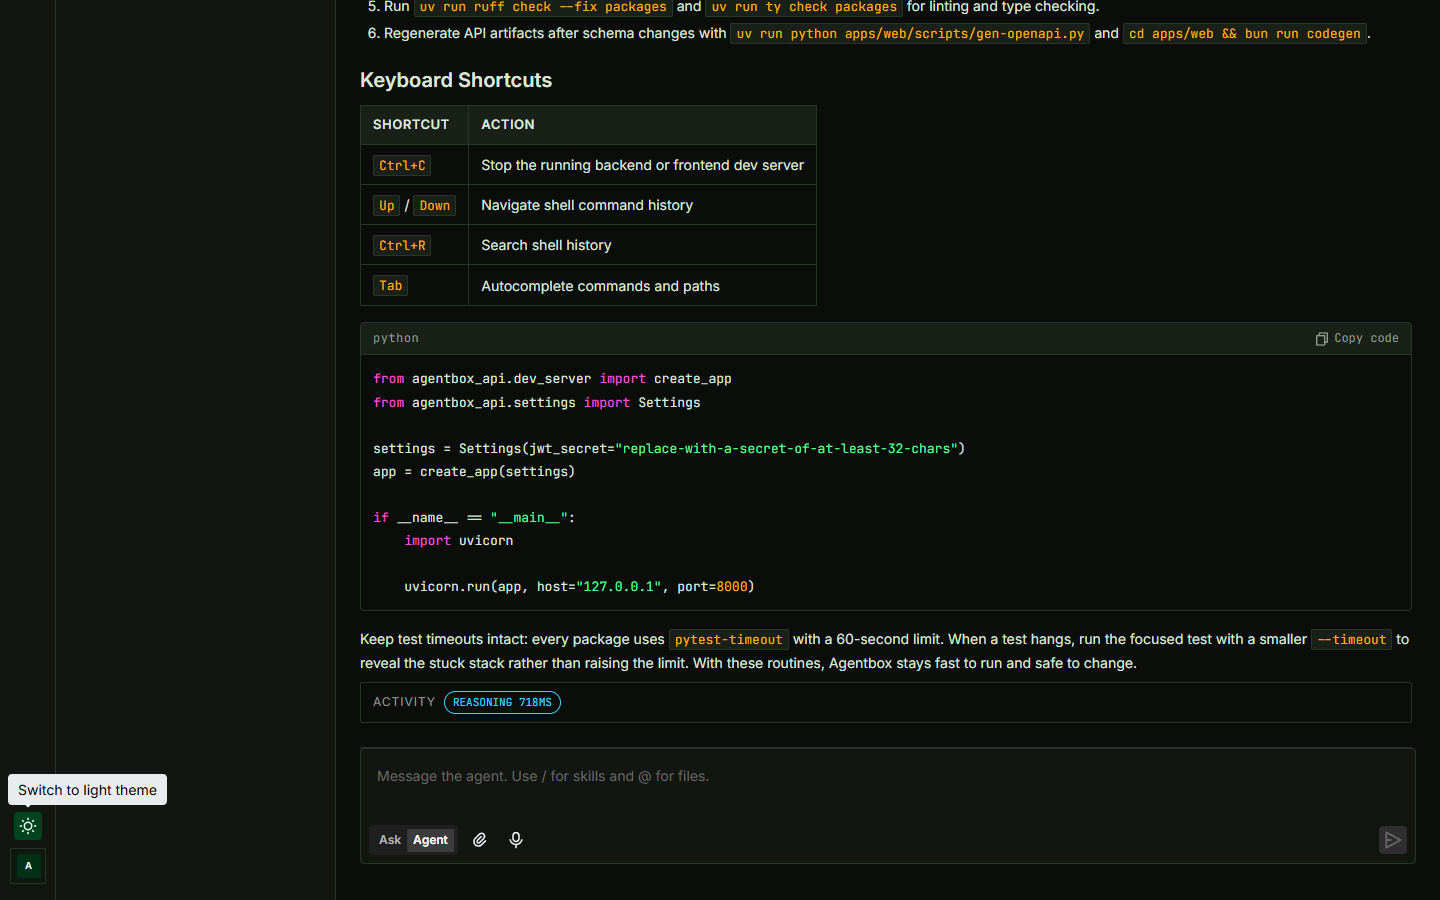 5. Run uv run ruff check --fix packages and uv run ty check packages for linting and type checking.
6. Regenerate API artifacts after schema changes with uv run python apps/web/scripts/gen-openapi.py and cd apps/web && bun run codegen.
Keyboard Shortcuts
SHORTCUT ACTION
Ctrl+C Stop the running backend or frontend dev server
Up / Down Navigate shell command history
Ctrl+R Search shell history
Tab Autocomplete commands and paths
python Copy code
from agentbox_api.dev_server import create_app
from agentbox_api.settings import Settings
settings = Settings(jwt_secret="replace-with-a-secret-of-at-least-32-chars")
app = create_app(settings)
if __name__ == "__main__":
    import uvicorn
    uvicorn.run(app, host="127.0.0.1", port=8000)
Keep test timeouts intact: every package uses pytest-timeout with a 60-second limit. When a test hangs, run the focused test with a smaller --timeout to
reveal the stuck stack rather than raising the limit. With these routines, Agentbox stays fast to run and safe to change.
ACTIVITY REASONING 718MS
Message the agent. Use / for skills and @ for files.
Switch to light theme
Ask Agent
A